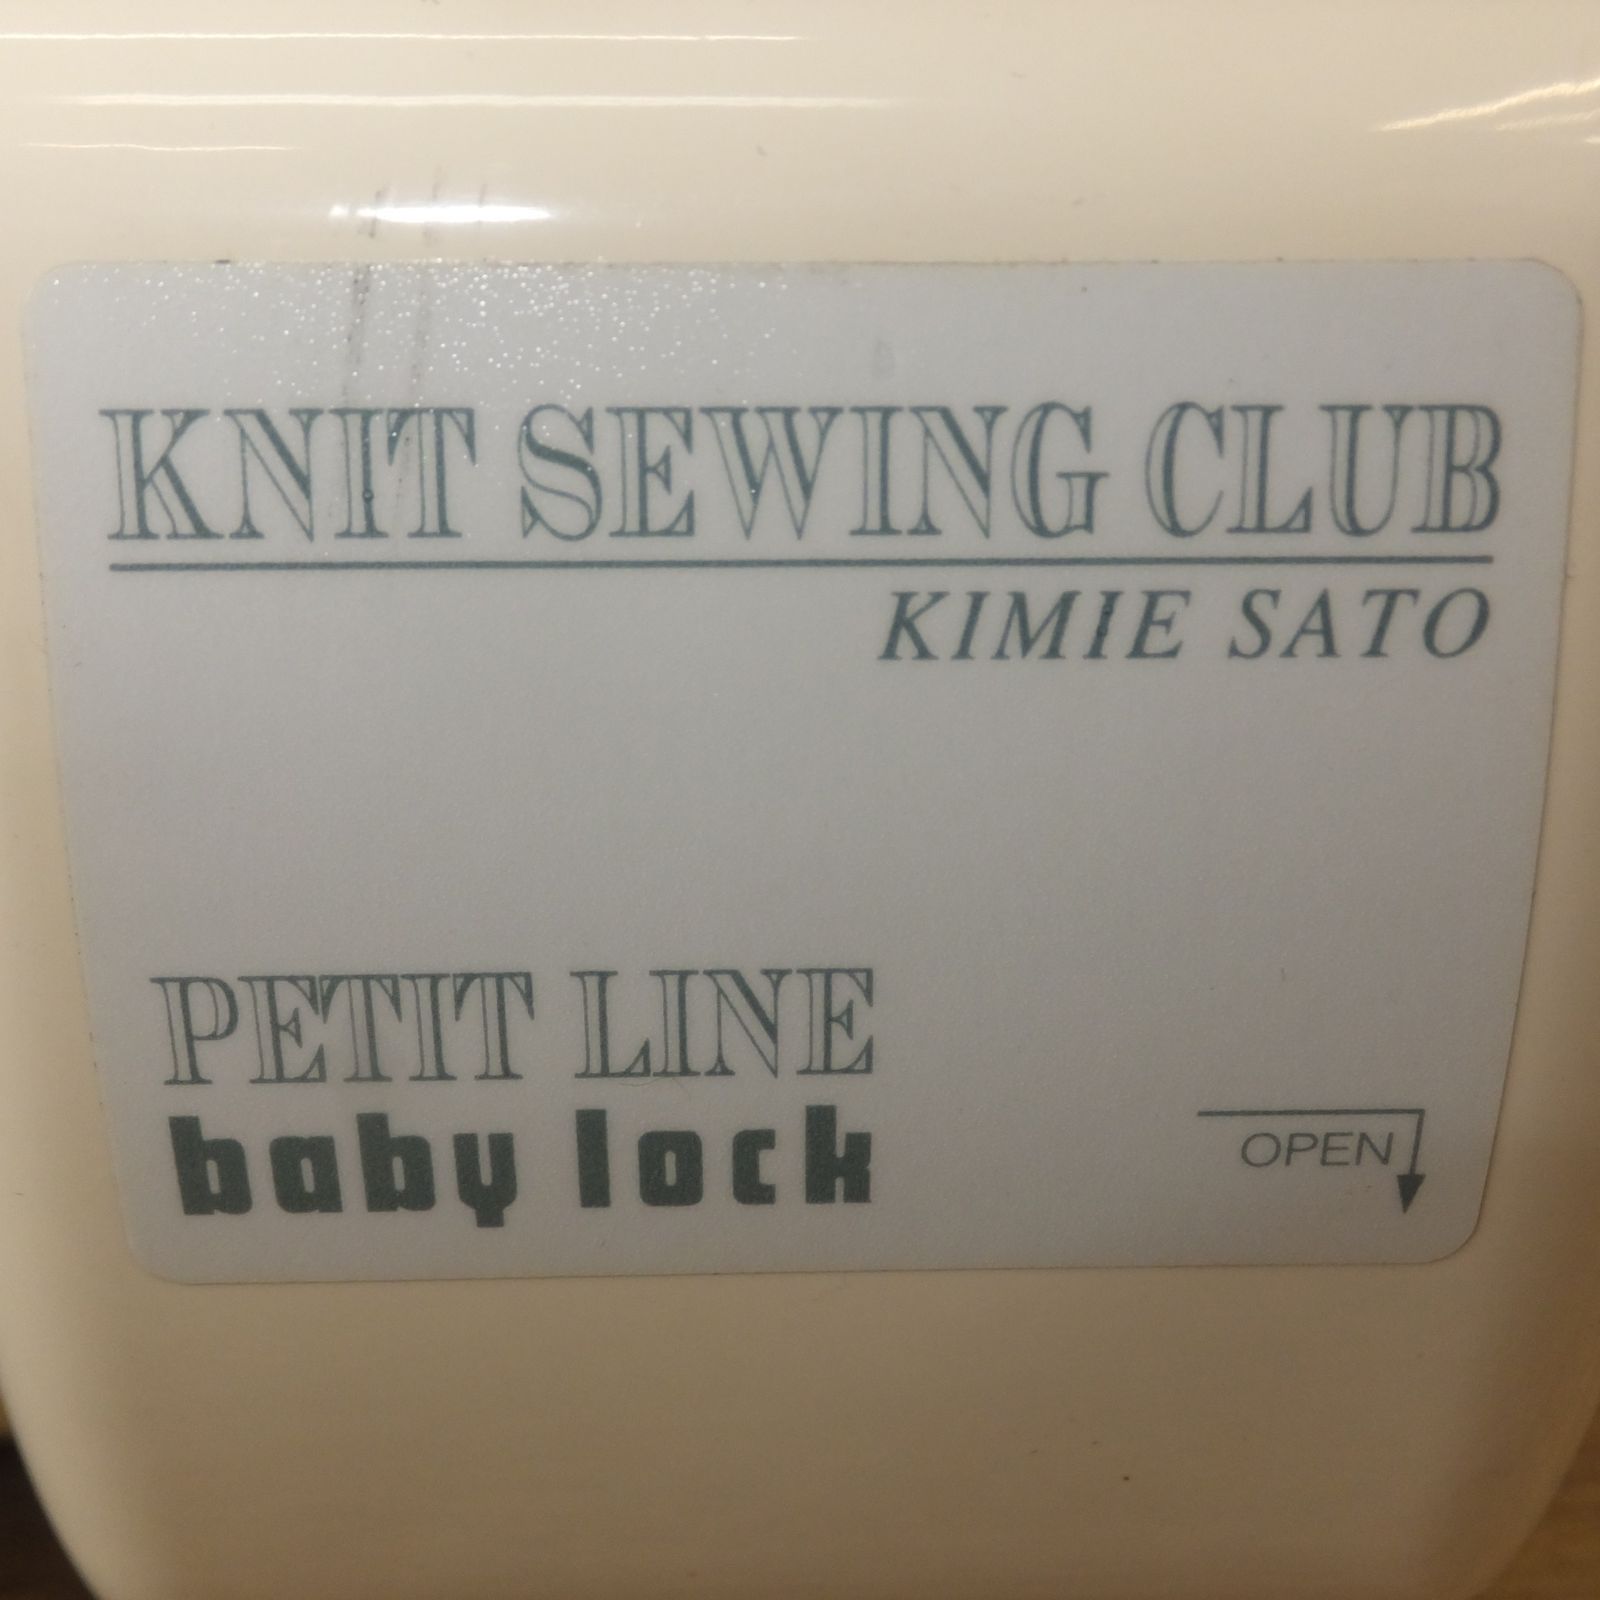 KNIT SEWING CLUB
KIMIE SATO
PETIT LINE
baby lock
OPEN